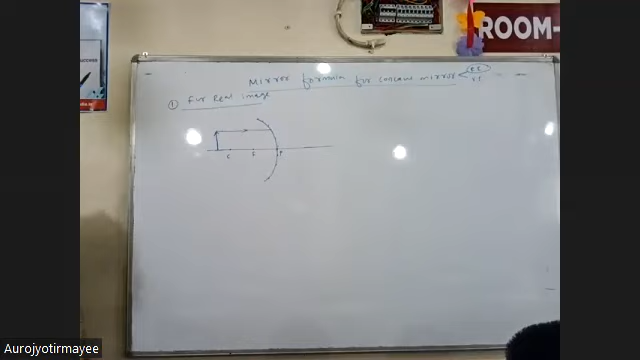 ROOM-
Mirror formula for concave mirror
① For Real image
C F P
Aurojyotirmayee